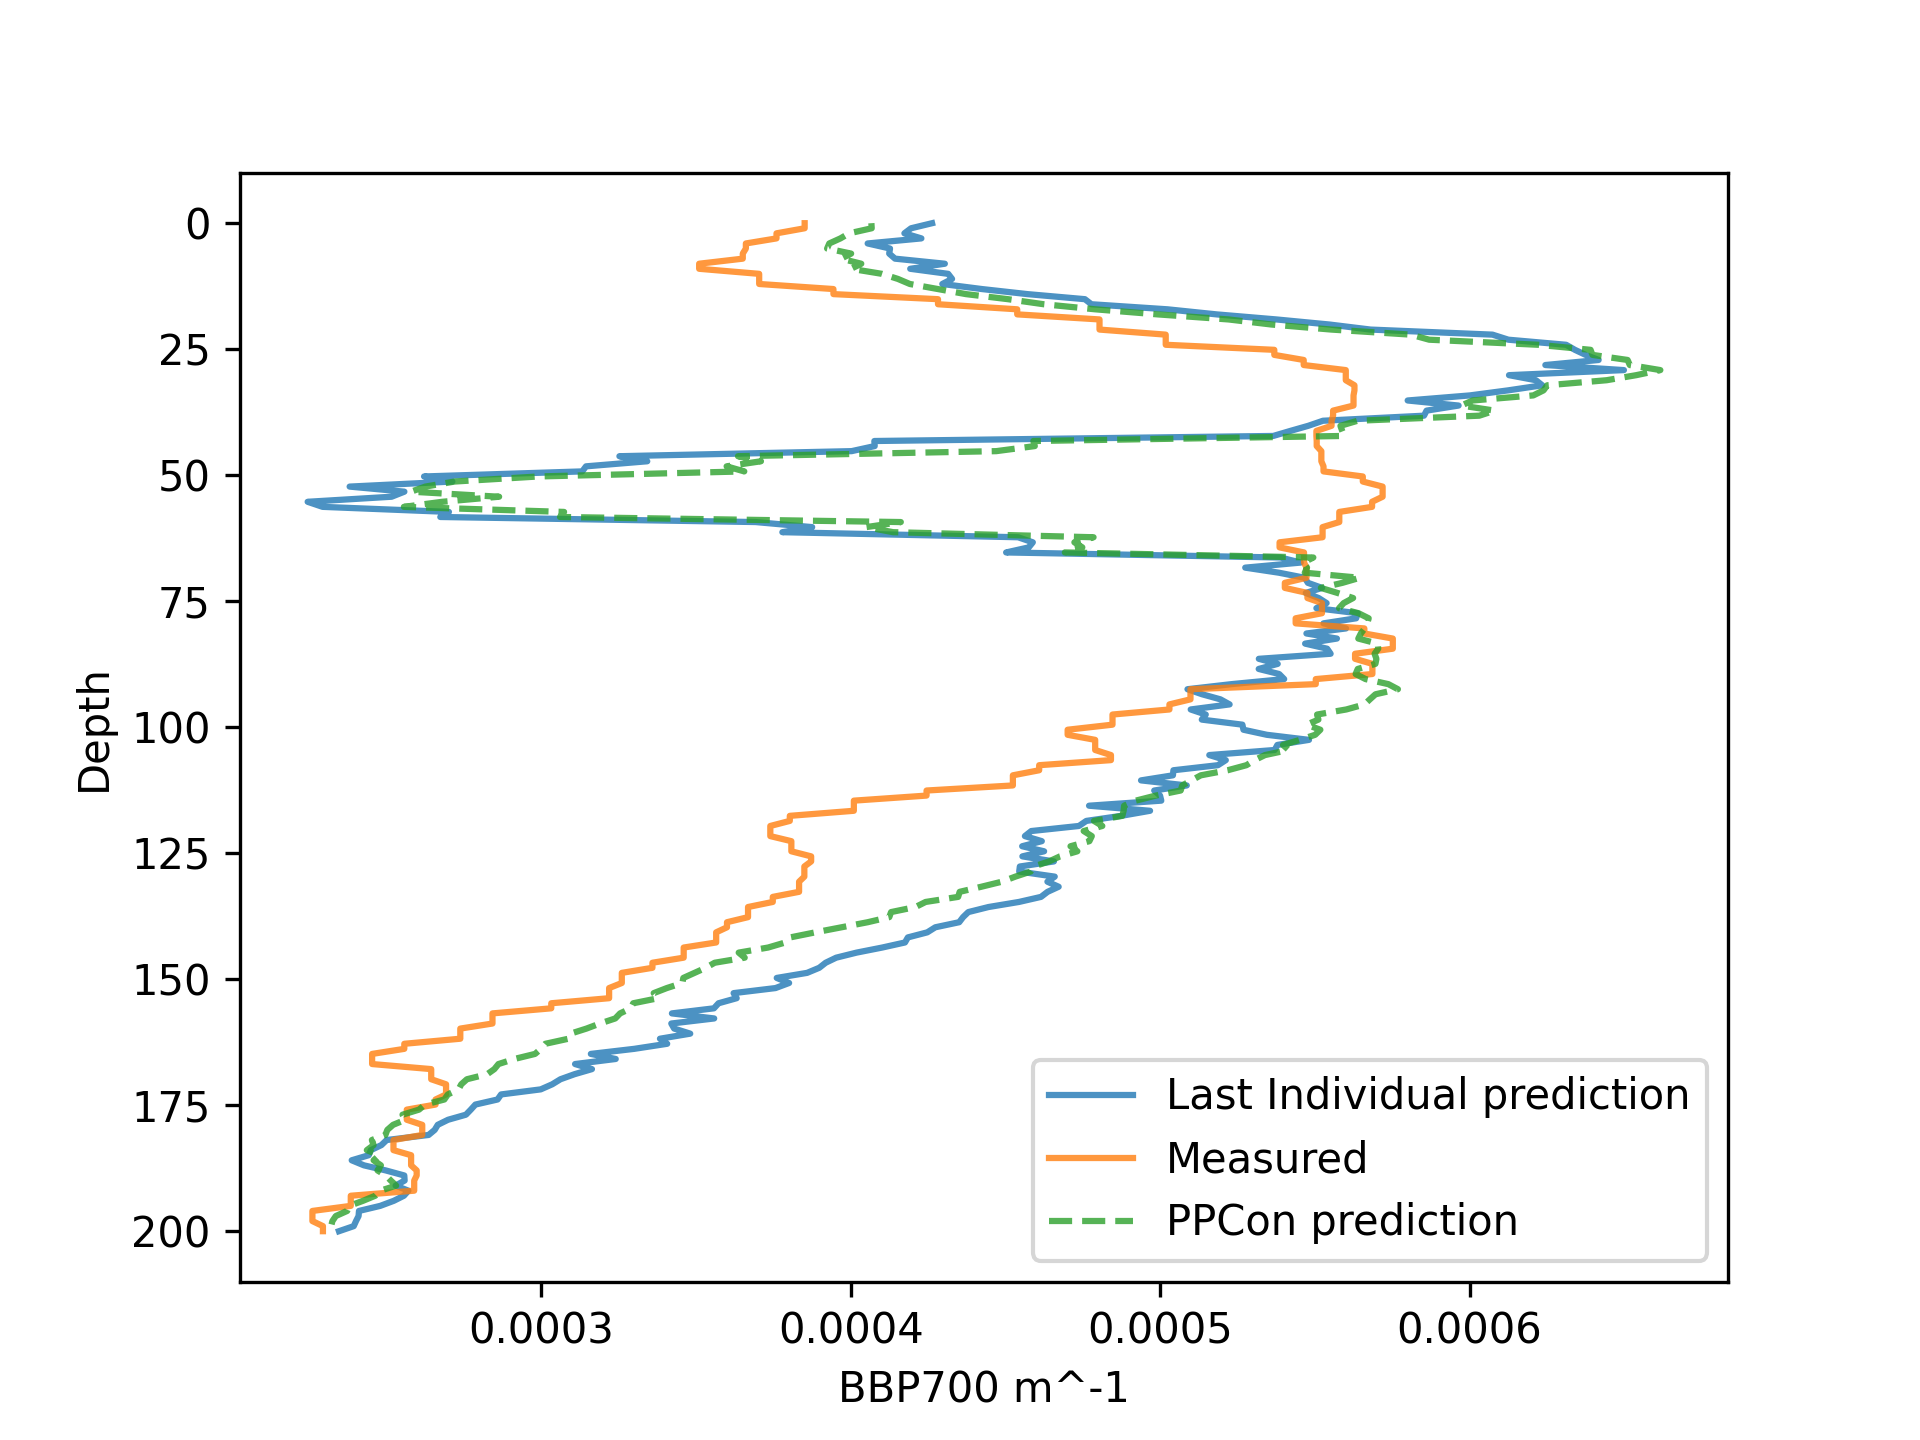 0
25
50
75
100
125
150
175
200
Depth
0.0003
0.0004
0.0005
0.0006
BBP700 m^-1
Last Individual prediction
Measured
PPCon prediction